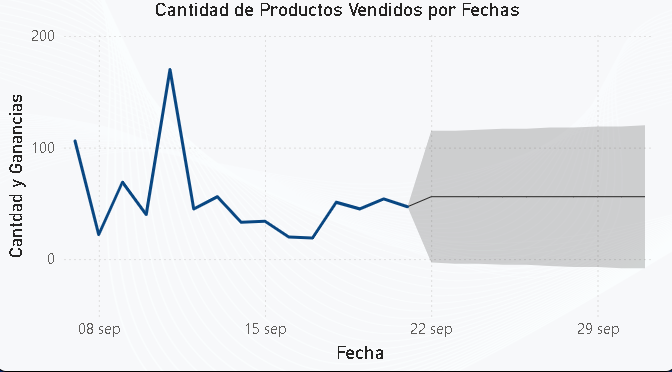 Cantidad de Productos Vendidos por Fechas
200
100
0
Cantdad y Ganancias
08 sep
15 sep
22 sep
29 sep
Fecha